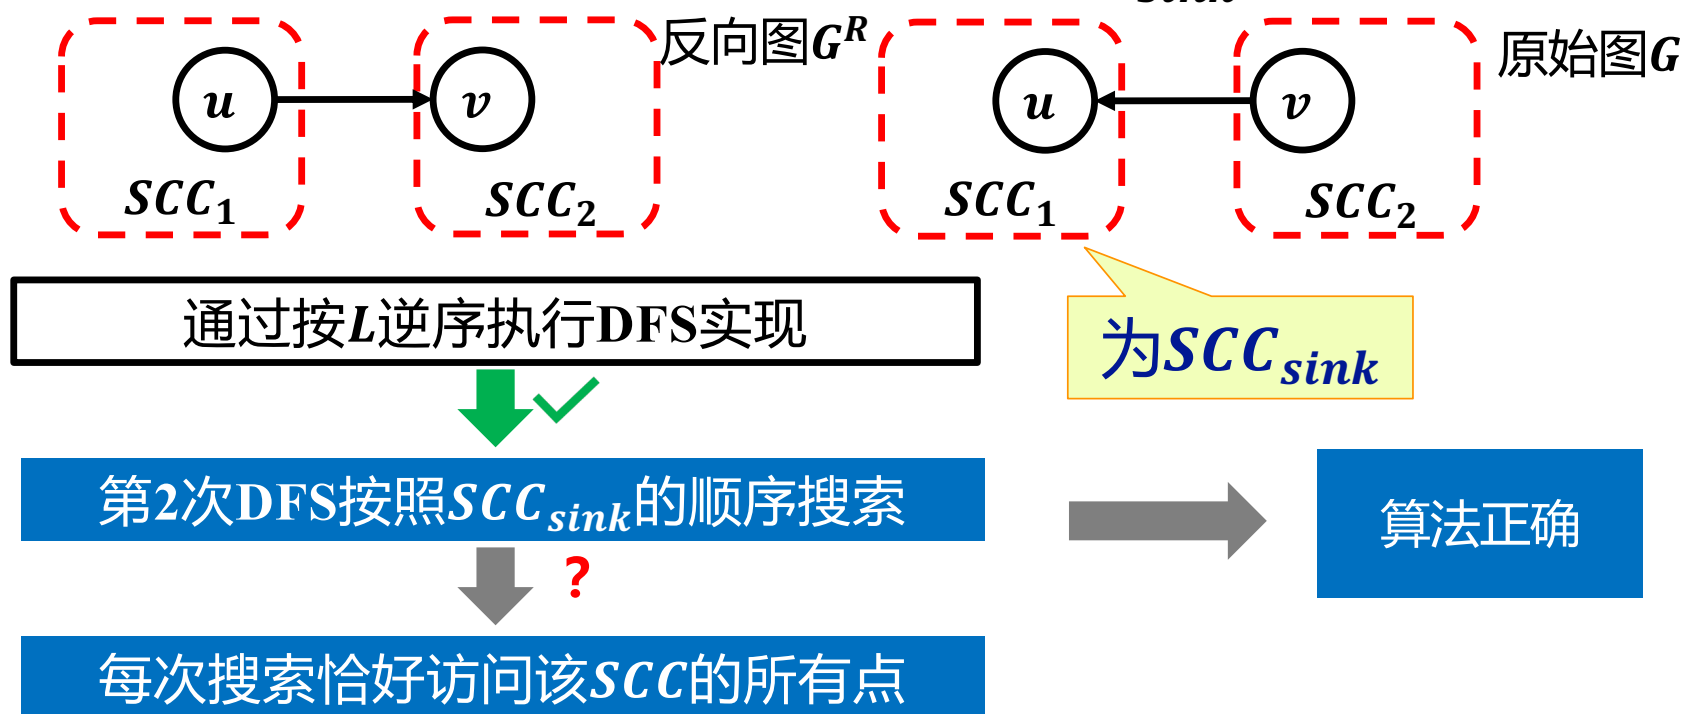 反向图G^R
原始图G
u
v
u
v
SCC_1
SCC_2
SCC_1
SCC_2
通过按L逆序执行DFS实现
为SCC_sink
第2次DFS按照SCC_sink的顺序搜索
算法正确
?
每次搜索恰好访问该SCC的所有点